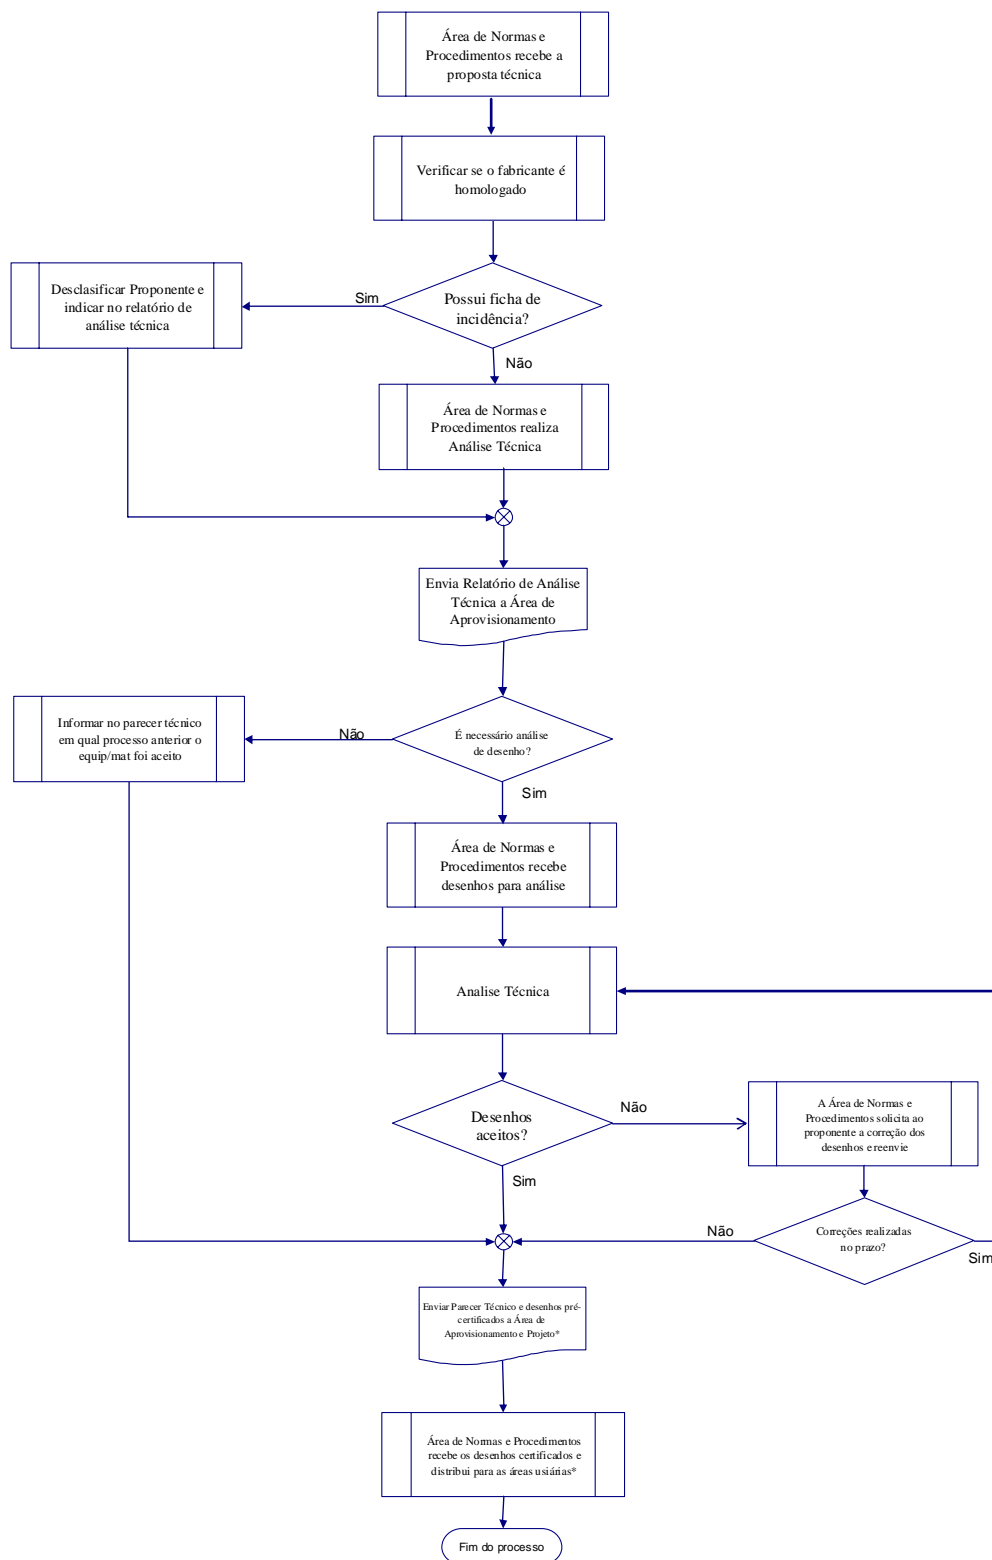 Área de Normas e
Procedimentos recebe a
proposta técnica
Verificar se o fabricante é
homologado
Possui ficha de
incidência?
Sim
Desclasificar Proponente e
indicar no relatório de
análise técnica
Não
Área de Normas e
Procedimentos realiza
Análise Técnica
Envia Relatório de Análise
Técnica a Área de
Aprovisionamento
É necessário análise
de desenho?
Não
Informar no parecer técnico
em qual processo anterior o
equip/mat foi aceito
Sim
Área de Normas e
Procedimentos recebe
desenhos para análise
Analise Técnica
Desenhos
aceitos?
Não
A Área de Normas e
Procedimentos solicita ao
proponente a correção dos
desenhos e reenvie
Sim
Correções realizadas
no prazo?
Não
Sim
Enviar Parecer Técnico e desenhos pré-
certificados a Área de
Aprovisionamento e Projeto*
Área de Normas e Procedimentos
recebe os desenhos certificados e
distribui para as áreas usiárias*
Fim do processo